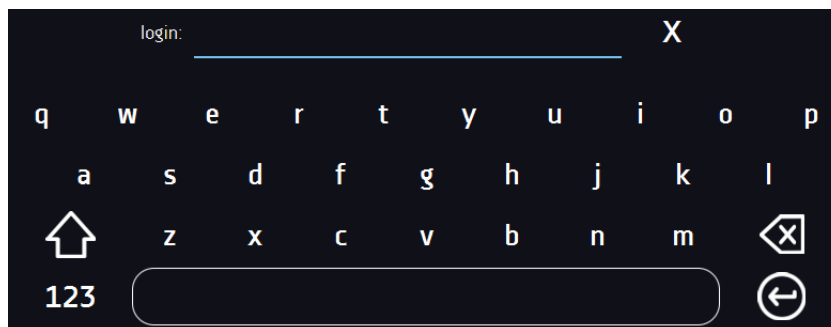 login: X
q w e r t y u i o p
a s d f g h j k l
z x c v b n m
123